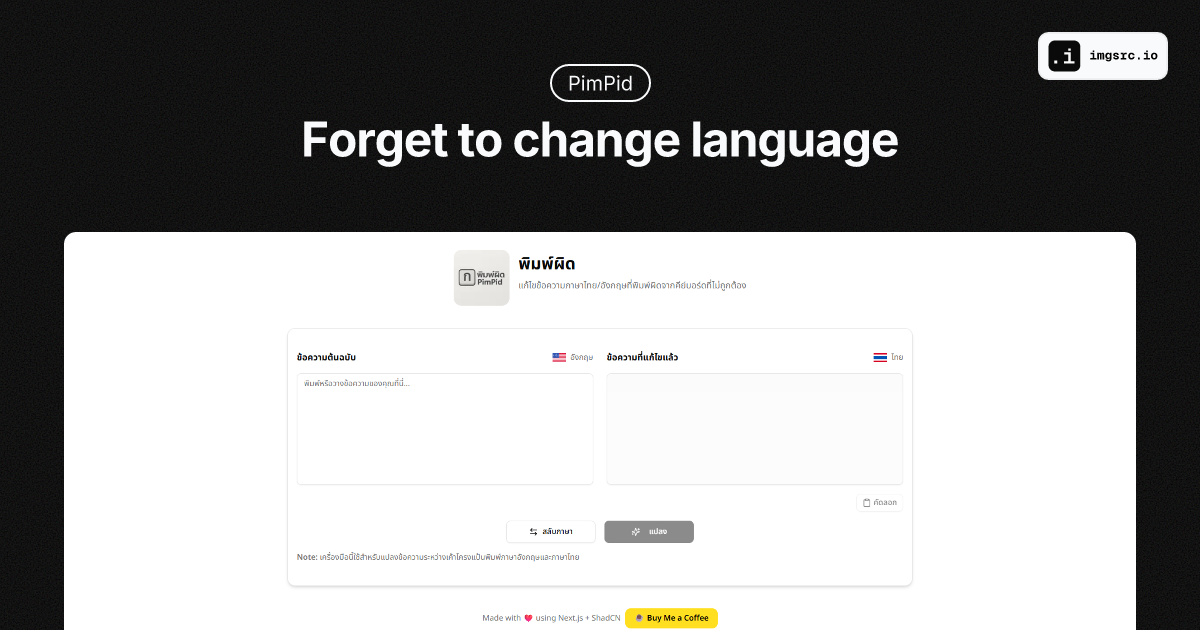 .i imgsrc.io
PimPid
Forget to change language
ก พิมพ์ผิด
PimPid
พิมพ์ผิด
แก้ไขข้อความภาษาไทย/อังกฤษที่พิมพ์ผิดจากคีย์บอร์ดที่ไม่ถูกต้อง
ข้อความต้นฉบับ
อังกฤษ
ข้อความที่แก้ไขแล้ว
ไทย
พิมพ์หรือวางข้อความของคุณที่นี่...
คัดลอก
สลับภาษา
แปลง
Note: เครื่องมือนี้ใช้สำหรับแปลงข้อความระหว่างเค้าโครงแป้นพิมพ์ภาษาอังกฤษและภาษาไทย
Made with ❤️ using Next.js + ShadCN
Buy Me a Coffee